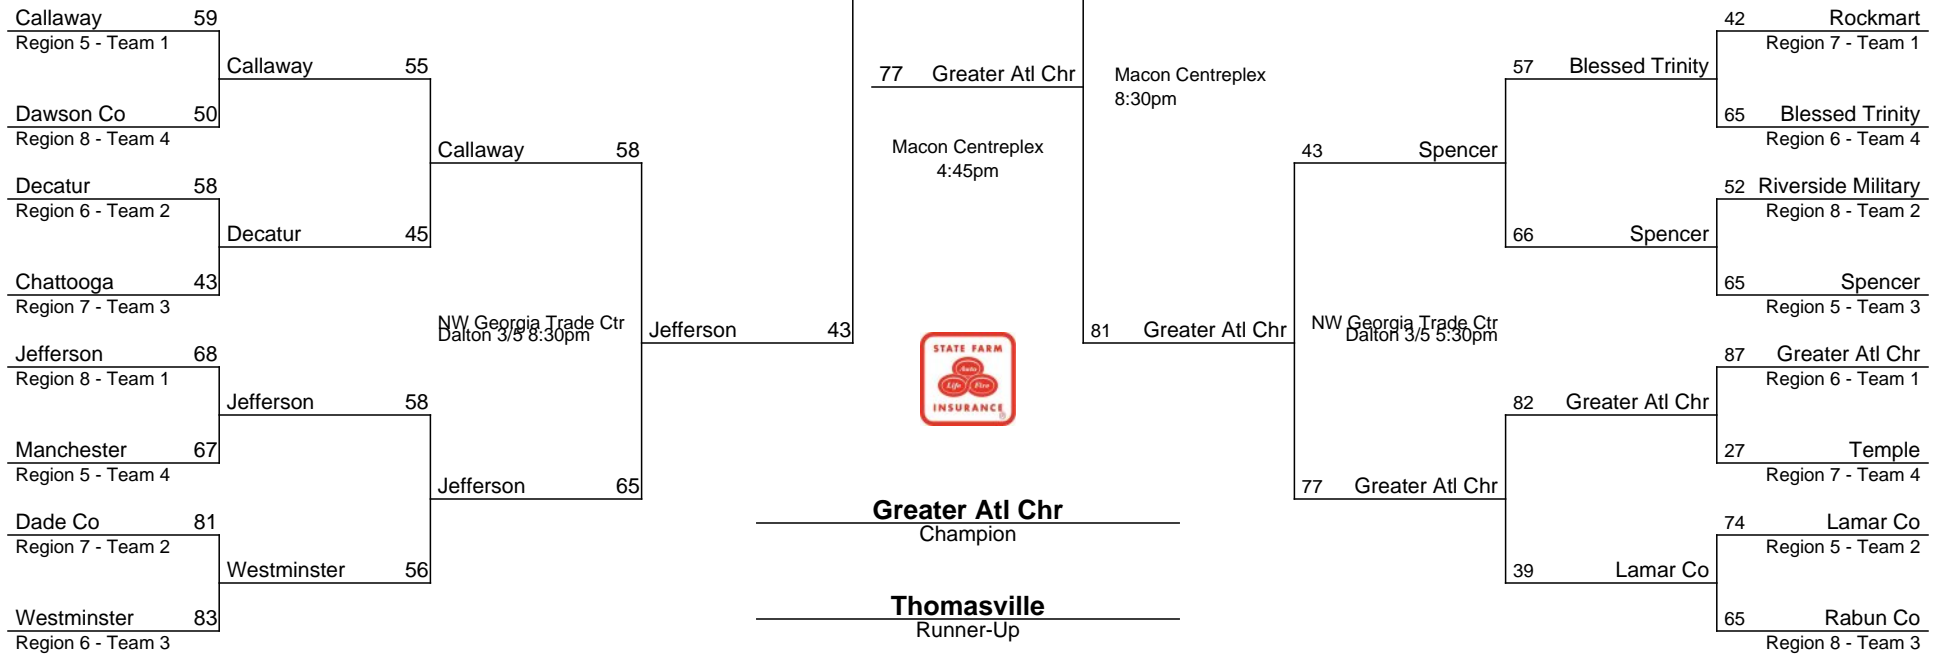 Callaway 59
Region 5 - Team 1
Callaway 55
Dawson Co 50
Region 8 - Team 4
Callaway 58
Decatur 58
Region 6 - Team 2
Decatur 45
Chattooga 43
Region 7 - Team 3
NW Georgia Trade Ctr
Dalton 3/5 8:30pm
Jefferson 43
Jefferson 68
Region 8 - Team 1
Jefferson 58
Manchester 67
Region 5 - Team 4
Jefferson 65
Dade Co 81
Region 7 - Team 2
Westminster 56
Westminster 83
Region 6 - Team 3
77 Greater Atl Chr
Macon Centreplex
8:30pm
Macon Centreplex
4:45pm
STATE FARM
Auto
Life Fire
INSURANCE
®
Greater Atl Chr
Champion
Thomasville
Runner-Up
42 Rockmart
Region 7 - Team 1
57 Blessed Trinity
65 Blessed Trinity
Region 6 - Team 4
43 Spencer
52 Riverside Military
Region 8 - Team 2
66 Spencer
65 Spencer
Region 5 - Team 3
81 Greater Atl Chr
NW Georgia Trade Ctr
Dalton 3/5 5:30pm
87 Greater Atl Chr
Region 6 - Team 1
82 Greater Atl Chr
27 Temple
Region 7 - Team 4
77 Greater Atl Chr
74 Lamar Co
Region 5 - Team 2
39 Lamar Co
65 Rabun Co
Region 8 - Team 3